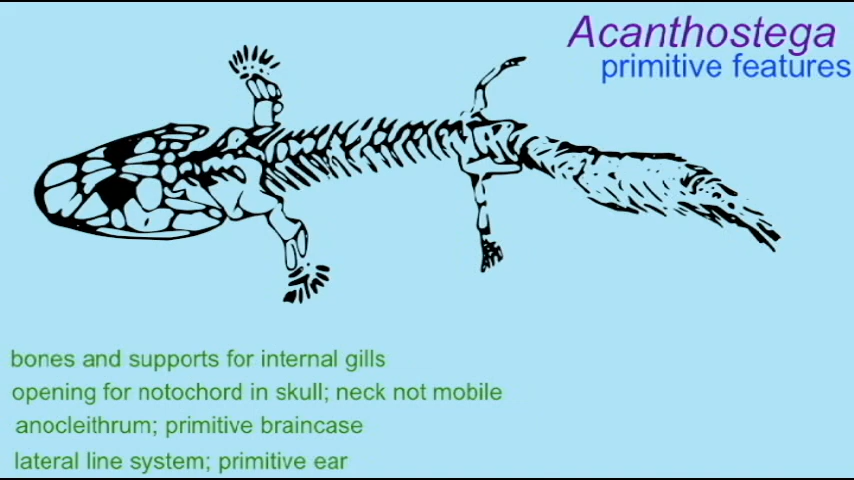 Acanthostega
primitive features
bones and supports for internal gills
opening for notochord in skull; neck not mobile
anocleithrum; primitive braincase
lateral line system; primitive ear